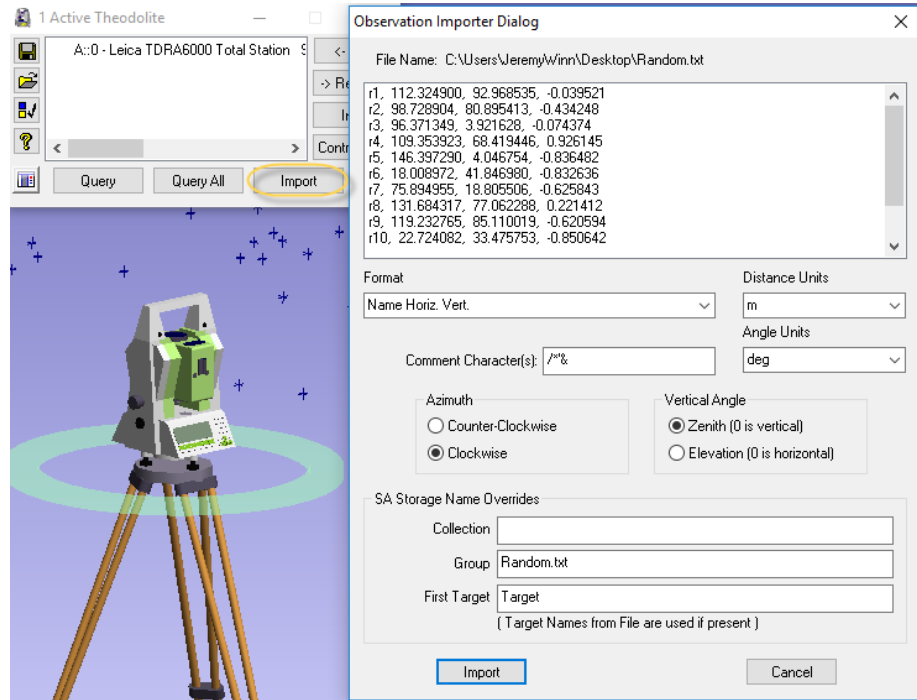 1 Active Theodolite
A::0 - Leica TDRA6000 Total Station
Query
Query All
Import
Observation Importer Dialog
File Name: C:\Users\JeremyWinn\Desktop\Random.txt
r1, 112.324900, 92.968535, -0.039521
r2, 98.728904, 80.895413, -0.434248
r3, 96.371349, 3.921628, -0.074374
r4, 109.353923, 68.419446, 0.926145
r5, 146.397290, 4.046754, -0.836482
r6, 18.008972, 41.846980, -0.832636
r7, 75.894955, 18.805506, -0.625843
r8, 131.684317, 77.062288, 0.221412
r9, 119.232765, 85.110019, -0.620594
r10, 22.724082, 33.475753, -0.850642
Format
Distance Units
Name Horiz. Vert.
m
Angle Units
Comment Character(s): /*'&
deg
Azimuth
Counter-Clockwise
Clockwise
Vertical Angle
Zenith (0 is vertical)
Elevation (0 is horizontal)
SA Storage Name Overrides
Collection
Group Random.txt
First Target Target
( Target Names from File are used if present )
Import
Cancel